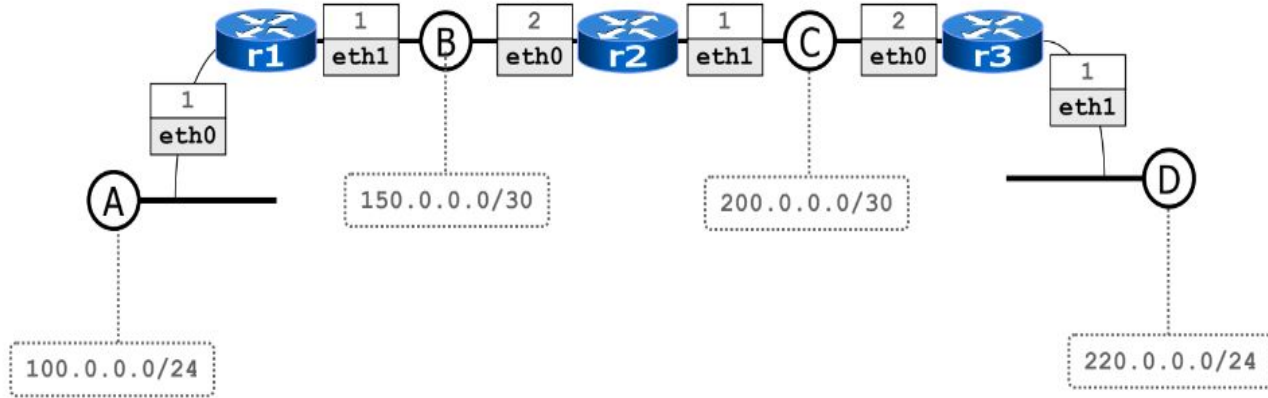 1
eth0
r1
1
eth1
B
2
eth0
r2
1
eth1
C
2
eth0
r3
1
eth1
A
D
150.0.0.0/30
200.0.0.0/30
100.0.0.0/24
220.0.0.0/24